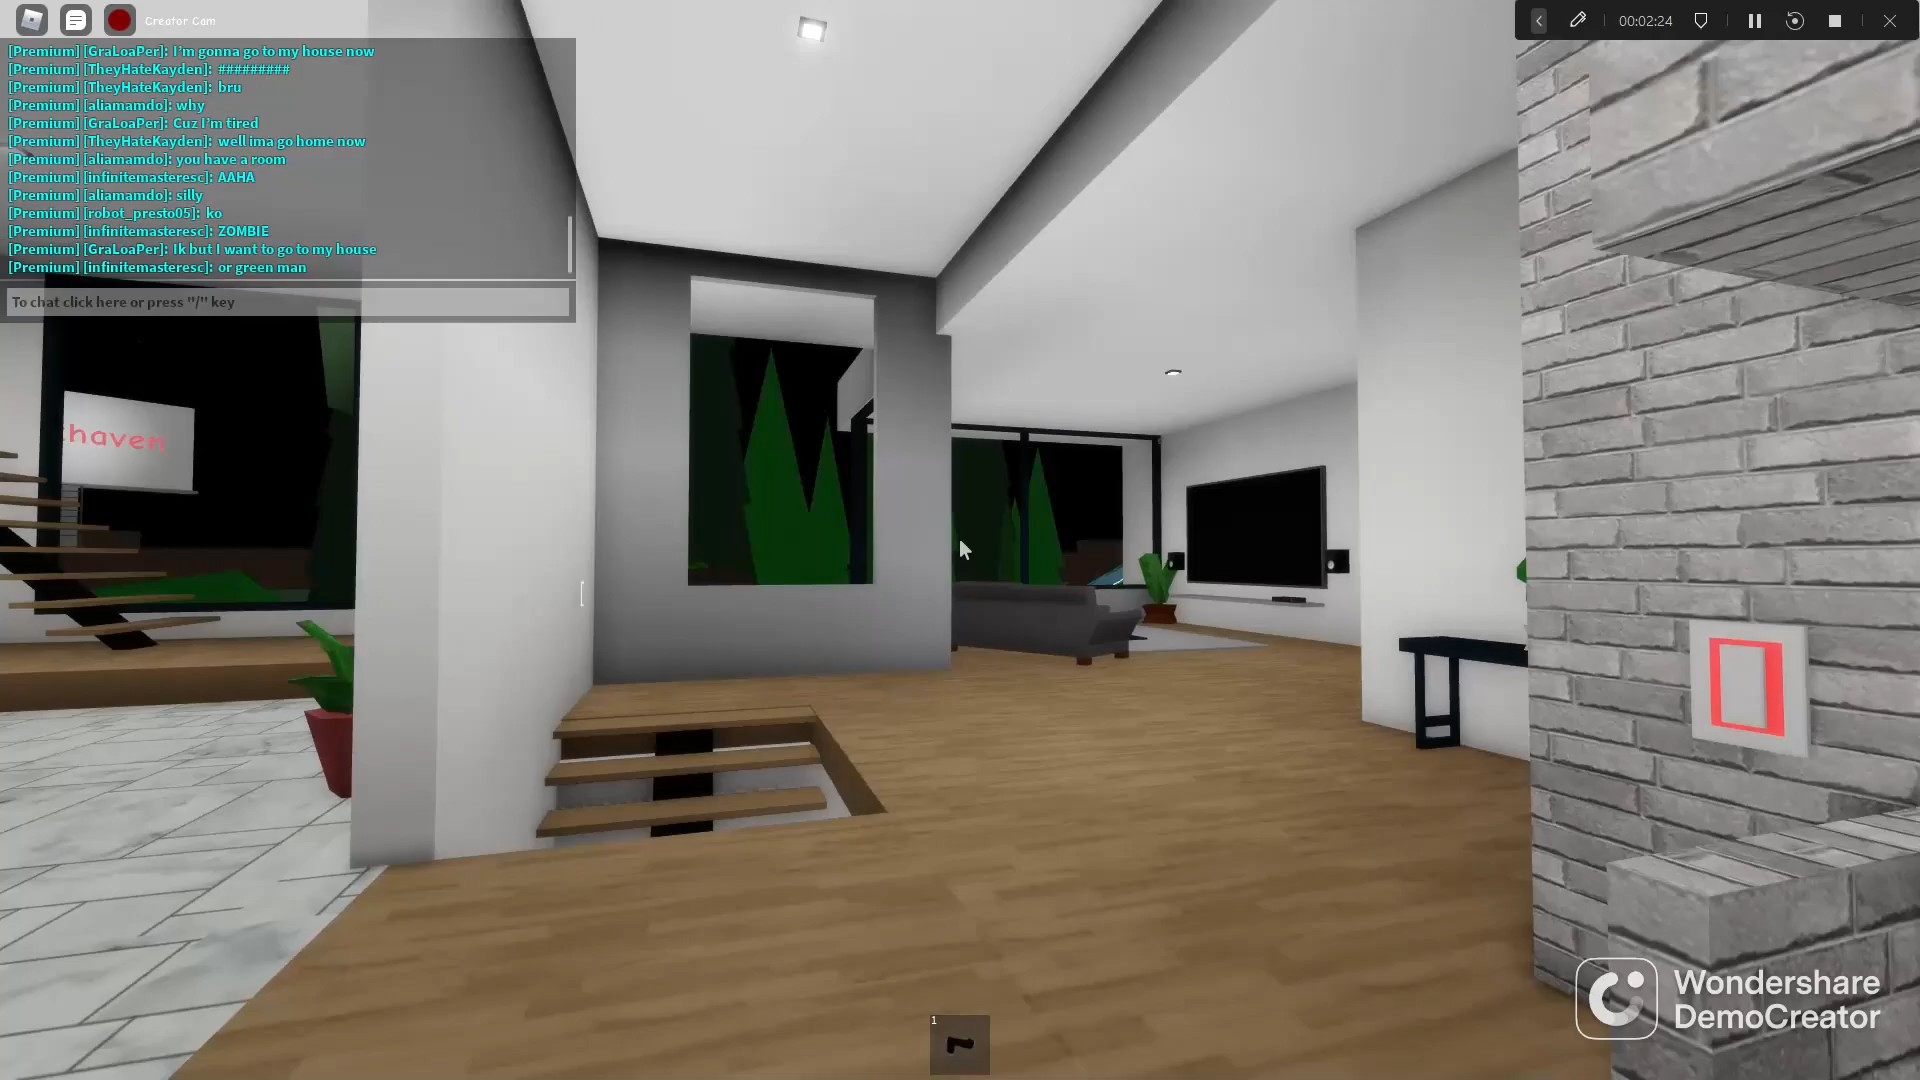 Creator Cam
00:02:24
[Premium] [GraLoaPer]: I'm gonna go to my house now
[Premium] [TheyHateKayden]: #########
[Premium] [TheyHateKayden]: bru
[Premium] [aliamamdo]: why
[Premium] [GraLoaPer]: Cuz I'm tired
[Premium] [TheyHateKayden]: well ima go home now
[Premium] [aliamamdo]: you have a room
[Premium] [infinitemasteresc]: AAHA
[Premium] [aliamamdo]: silly
[Premium] [robot_presto05]: ko
[Premium] [infinitemasteresc]: ZOMBIE
[Premium] [GraLoaPer]: Ik but I want to go to my house
[Premium] [infinitemasteresc]: or green man
To chat click here or press "/" key
haven
Wondershare
DemoCreator
1